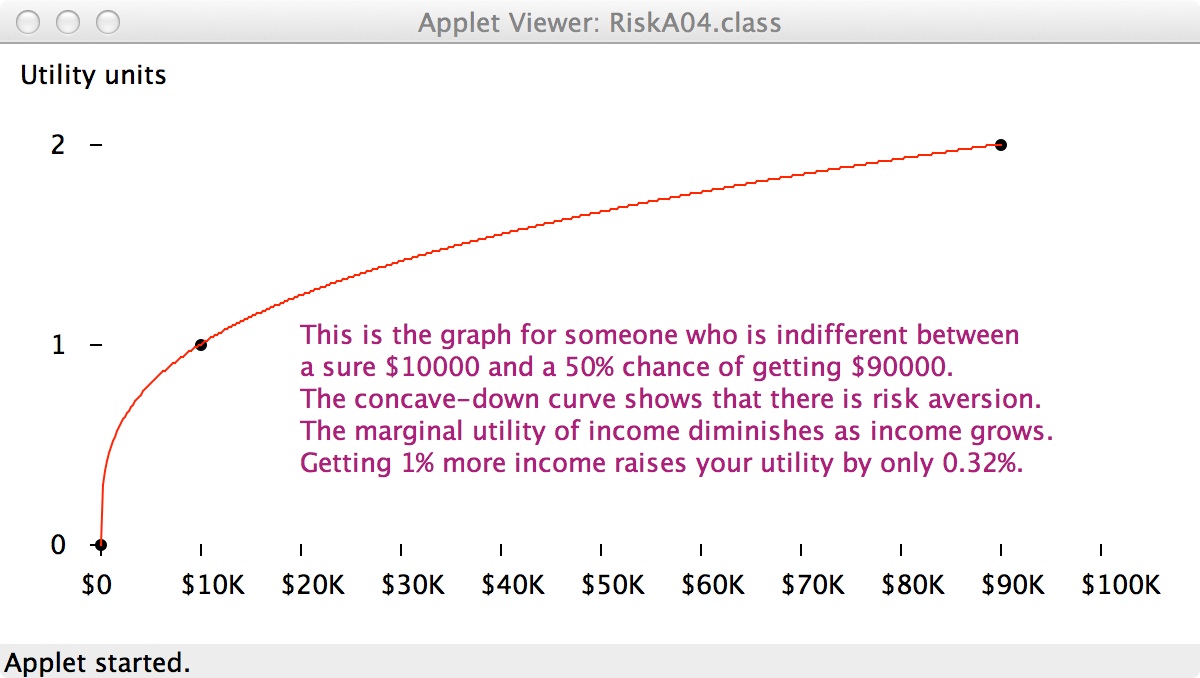 Applet Viewer: RiskA04.class
Utility units
2
1
This is the graph for someone who is indifferent between
a sure $10000 and a 50% chance of getting $90000.
The concave-down curve shows that there is risk aversion.
The marginal utility of income diminishes as income grows.
Getting 1% more income raises your utility by only 0.32%.
0
$0 $10K $20K $30K $40K $50K $60K $70K $80K $90K $100K
Applet started.